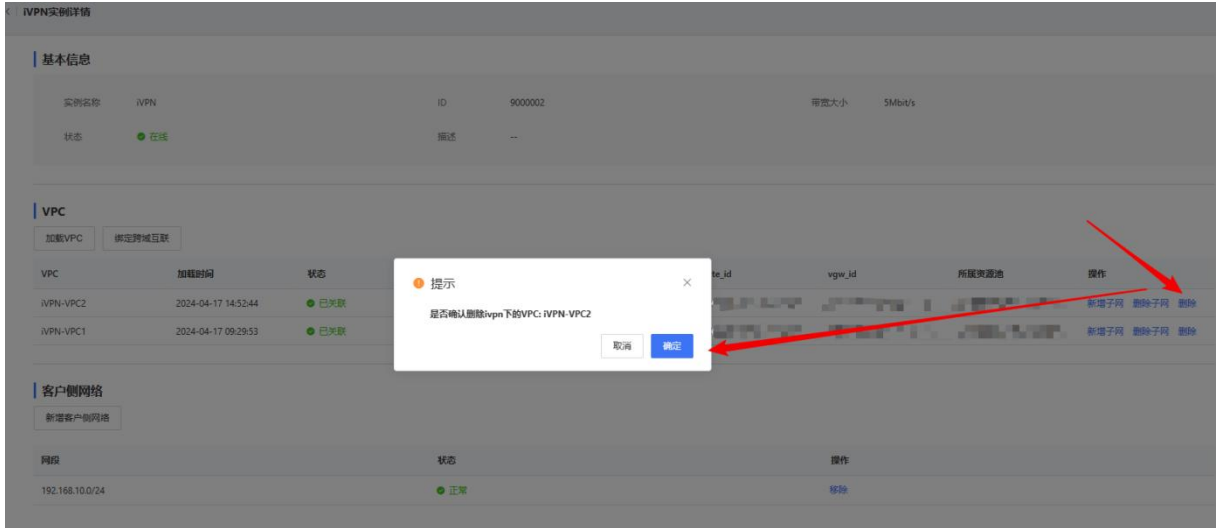 iVPN实例详情
基本信息
实例名称 iVPN ID 9000002 带宽大小 5Mbit/s
状态 在线 描述 --
VPC
加载VPC 绑定跨域互联
VPC 加载时间 状态 te_id vgw_id 所属资源池 操作
iVPN-VPC2 2024-04-17 14:52:44 已关联 新增子网 删除子网 删除
iVPN-VPC1 2024-04-17 09:29:53 已关联 新增子网 删除子网 删除
提示
是否确认删除ivpn下的VPC: iVPN-VPC2
取消 确定
客户侧网络
新增客户侧网络
网段 状态 操作
192.168.10.0/24 正常 移除